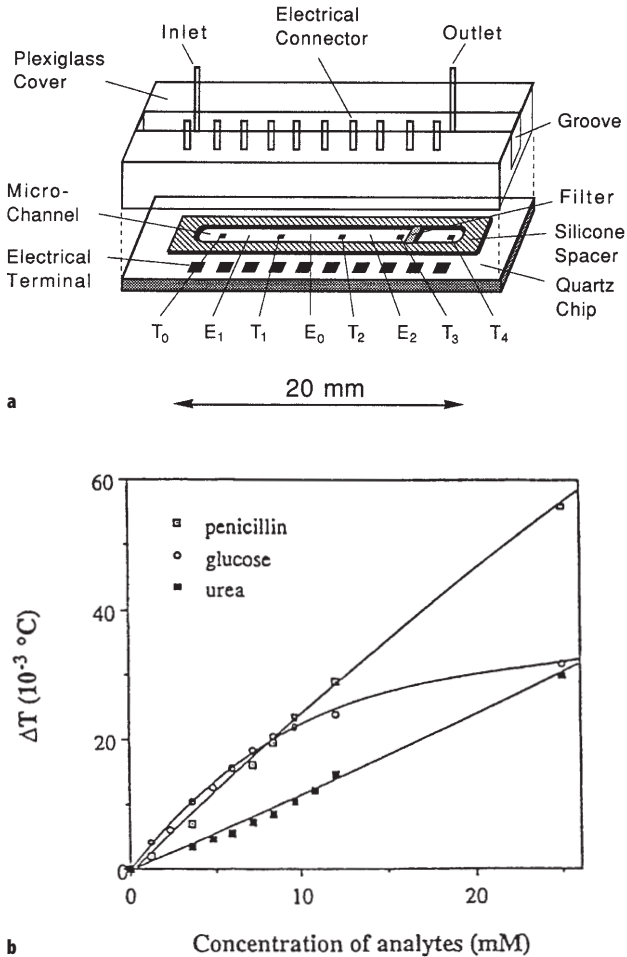 Electrical
Connector
Inlet
Outlet
Plexiglass
Cover
Groove
Micro-
Channel
Filter
Silicone
Spacer
Electrical
Terminal
Quartz
Chip
T0 E1 T1 E0 T2 E2 T3 T4
20 mm
a
60
penicillin
glucose
urea
40
ΔT (10⁻³ °C)
20
0
0 10 20
b
Concentration of analytes (mM)